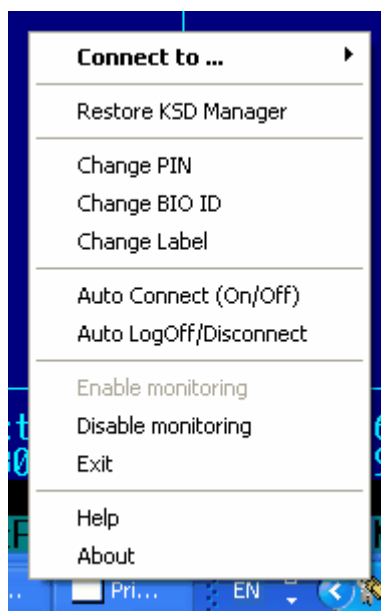 Connect to ...
Restore KSD Manager
Change PIN
Change BIO ID
Change Label
Auto Connect (On/Off)
Auto LogOff/Disconnect
Enable monitoring
Disable monitoring
Exit
Help
About
Pri...
EN